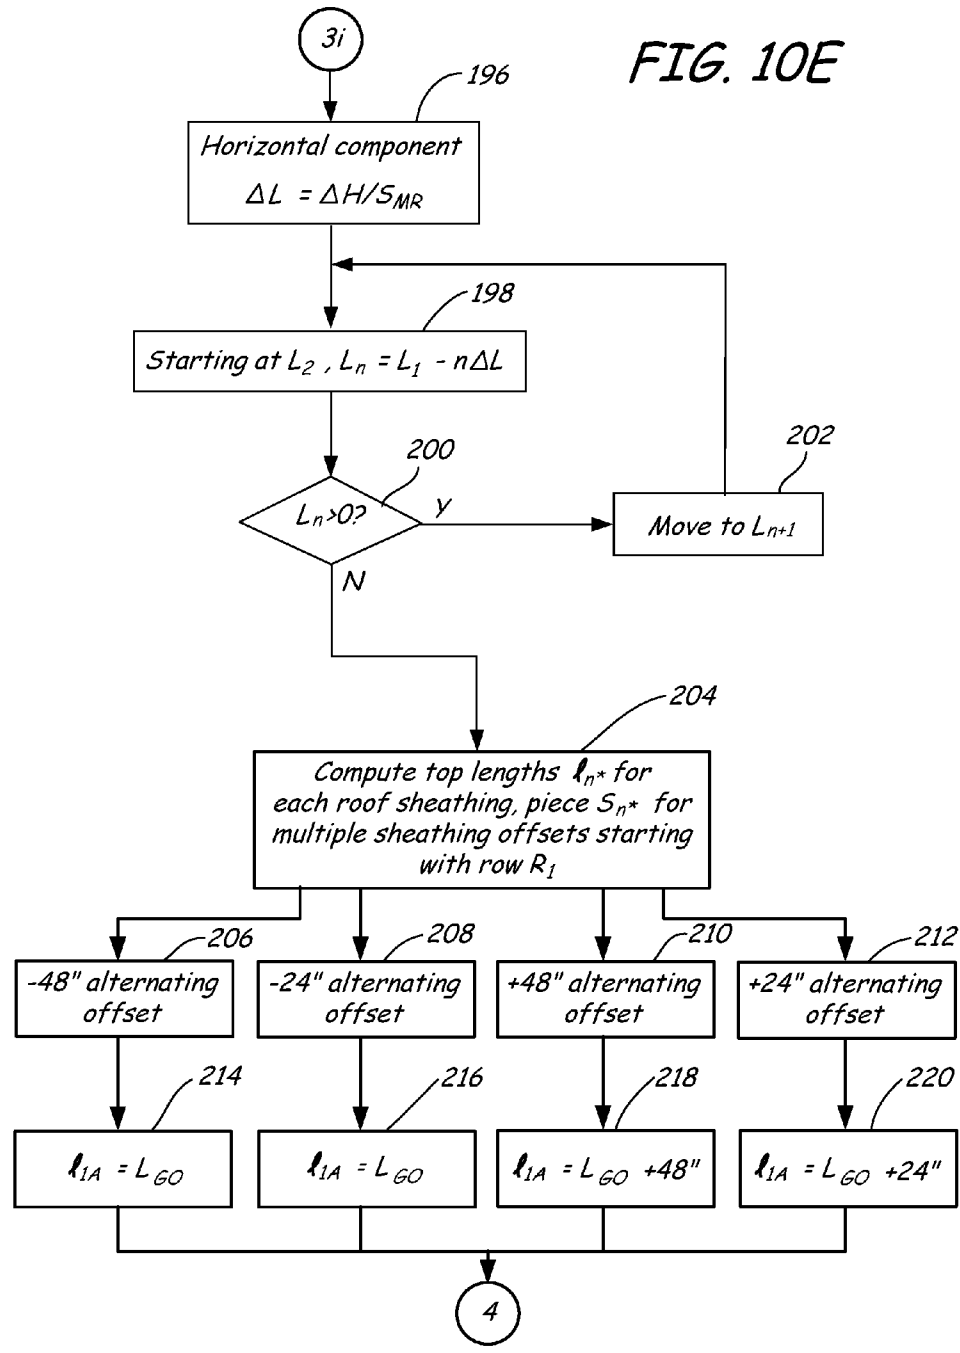 3i
FIG. 10E
196
Horizontal component
ΔL = ΔH/S_MR
198
Starting at L_2 , L_n = L_1 - nΔL
200
202
L_n>0?
Y
Move to L_n+1
N
204
Compute top lengths ℓ_n* for
each roof sheathing, piece S_n* for
multiple sheathing offsets starting
with row R_1
206
208
210
212
-48" alternating
offset
-24" alternating
offset
+48" alternating
offset
+24" alternating
offset
214
216
218
220
ℓ_1A = L_GO
ℓ_1A = L_GO
ℓ_1A = L_GO +48"
ℓ_1A = L_GO +24"
4